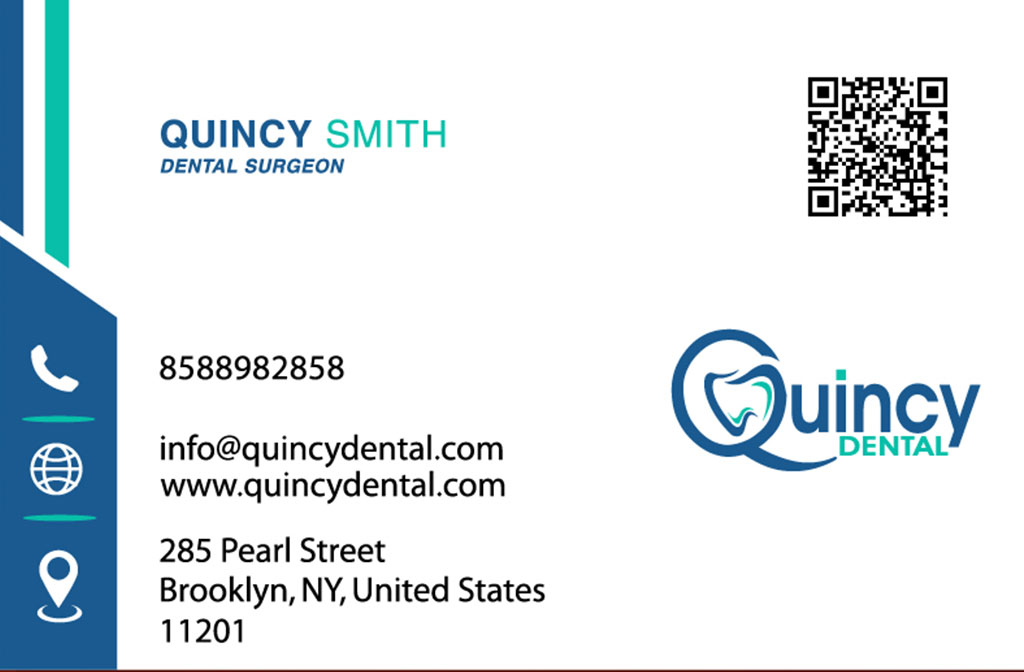 QUINCY SMITH
DENTAL SURGEON
8588982858
info@quincydental.com
www.quincydental.com
285 Pearl Street
Brooklyn, NY, United States
11201
Quincy
DENTAL